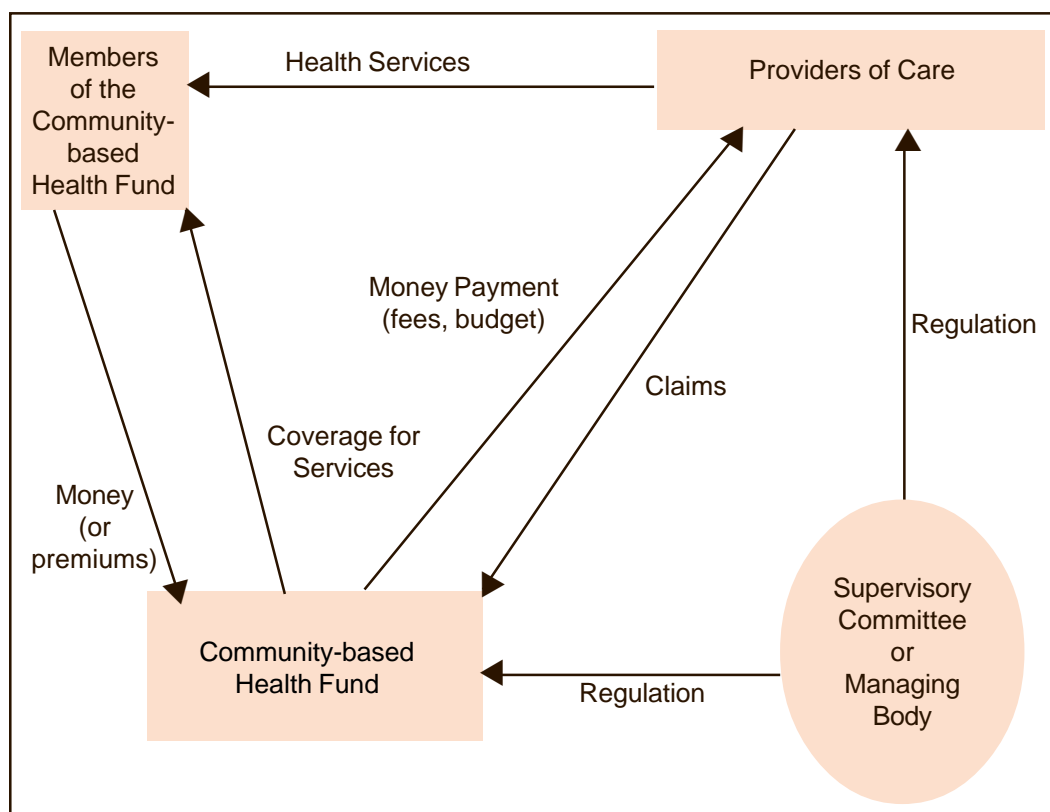 Members
of the
Community-
based
Health Fund
Health Services
Providers of Care
Money Payment
(fees, budget)
Regulation
Claims
Coverage for
Services
Money
(or
premiums)
Supervisory
Committee
or
Managing
Body
Community-based
Health Fund
Regulation